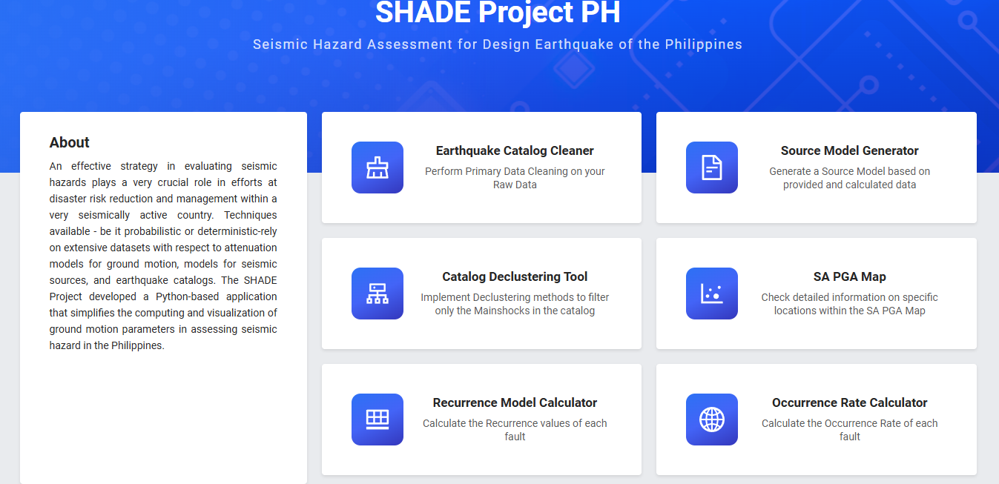 SHADE Project PH
Seismic Hazard Assessment for Design Earthquake of the Philippines
About
An effective strategy in evaluating seismic
hazards plays a very crucial role in efforts at
disaster risk reduction and management within a
very seismically active country. Techniques
available - be it probabilistic or deterministic-rely
on extensive datasets with respect to attenuation
models for ground motion, models for seismic
sources, and earthquake catalogs. The SHADE
Project developed a Python-based application
that simplifies the computing and visualization of
ground motion parameters in assessing seismic
hazard in the Philippines.
Earthquake Catalog Cleaner
Perform Primary Data Cleaning on your
Raw Data
Source Model Generator
Generate a Source Model based on
provided and calculated data
Catalog Declustering Tool
Implement Declustering methods to filter
only the Mainshocks in the catalog
SA PGA Map
Check detailed information on specific
locations within the SA PGA Map
Recurrence Model Calculator
Calculate the Recurrence values of each
fault
Occurrence Rate Calculator
Calculate the Occurrence Rate of each
fault